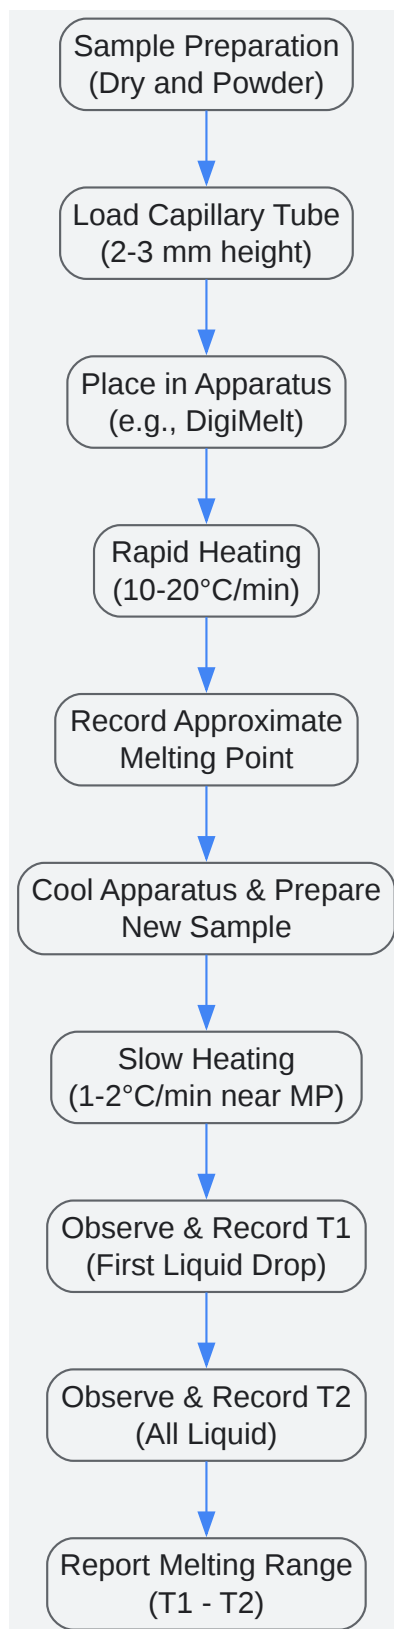 Sample Preparation
(Dry and Powder)
Load Capillary Tube
(2-3 mm height)
Place in Apparatus
(e.g., DigiMelt)
Rapid Heating
(10-20°C/min)
Record Approximate
Melting Point
Cool Apparatus & Prepare
New Sample
Slow Heating
(1-2°C/min near MP)
Observe & Record T1
(First Liquid Drop)
Observe & Record T2
(All Liquid)
Report Melting Range
(T1 - T2)